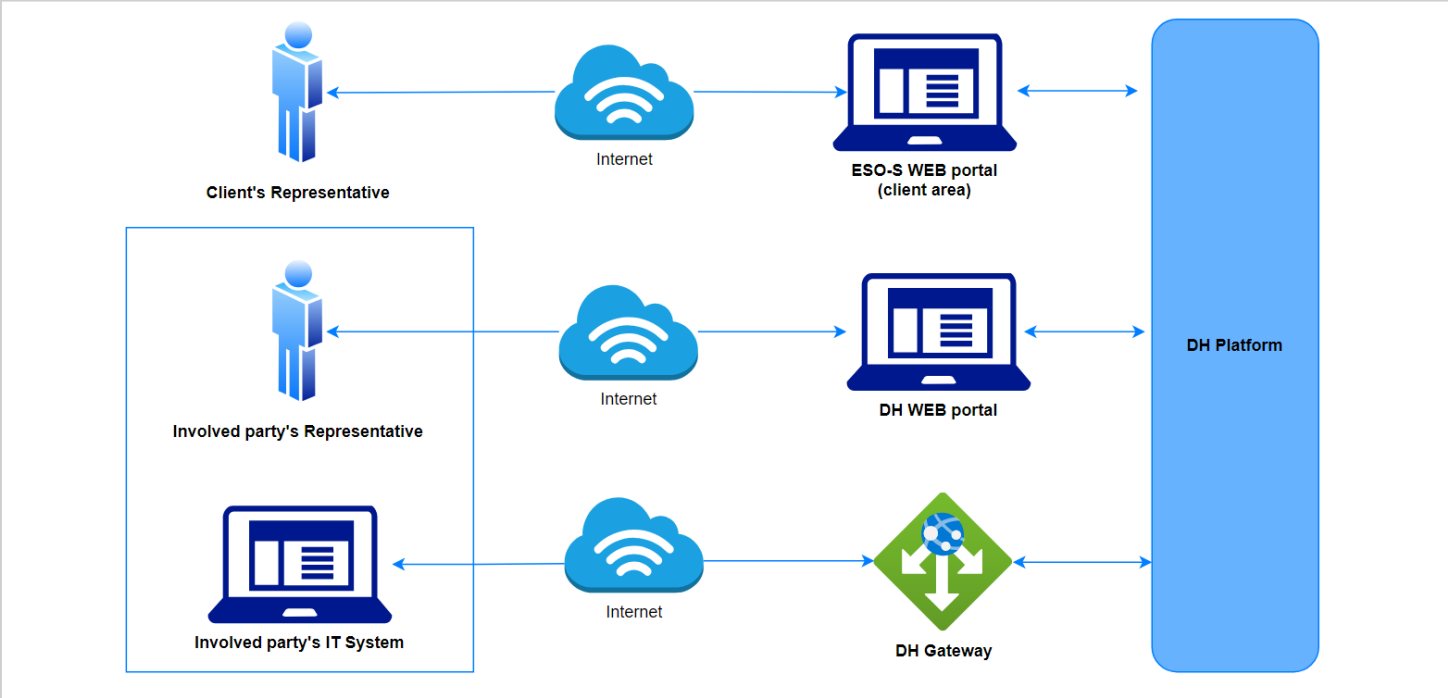 Internet
Client's Representative
ESO-S WEB portal
(client area)
DH Platform
Internet
Involved party's Representative
DH WEB portal
Internet
Involved party's IT System
DH Gateway